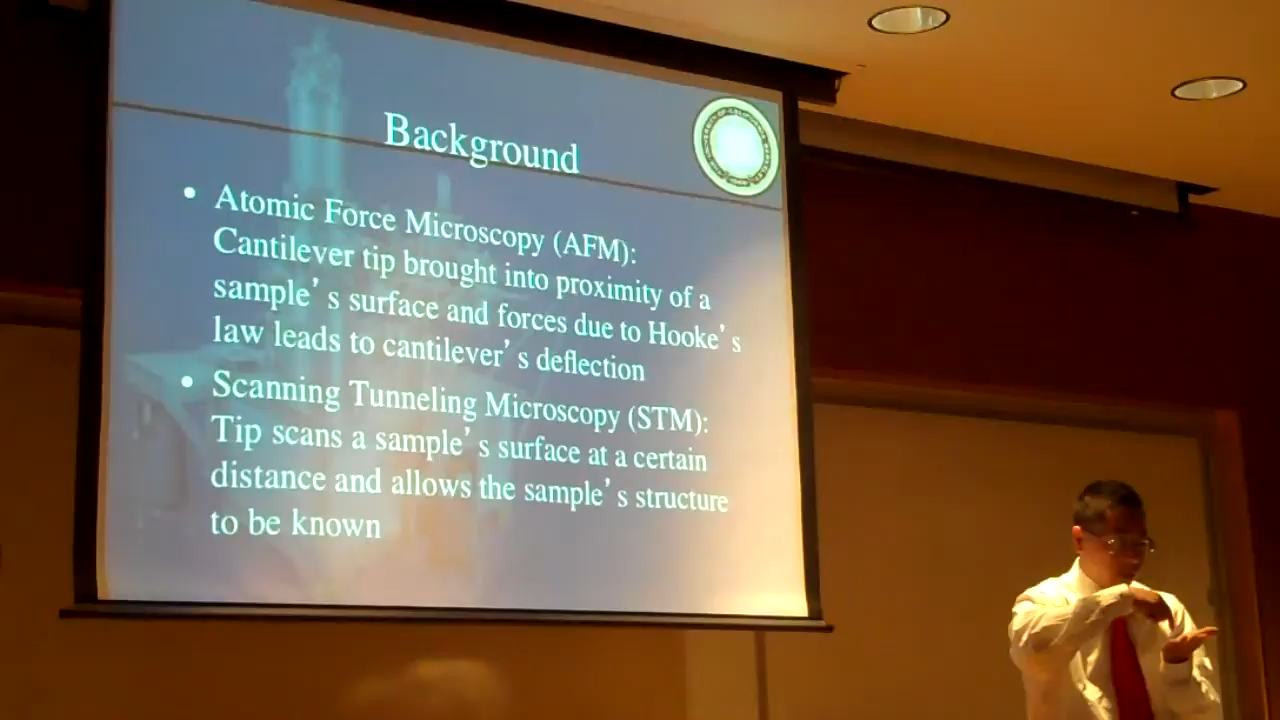 Background
• Atomic Force Microscopy (AFM):
Cantilever tip brought into proximity of a
sample's surface and forces due to Hooke's
law leads to cantilever's deflection
• Scanning Tunneling Microscopy (STM):
Tip scans a sample's surface at a certain
distance and allows the sample's structure
to be known